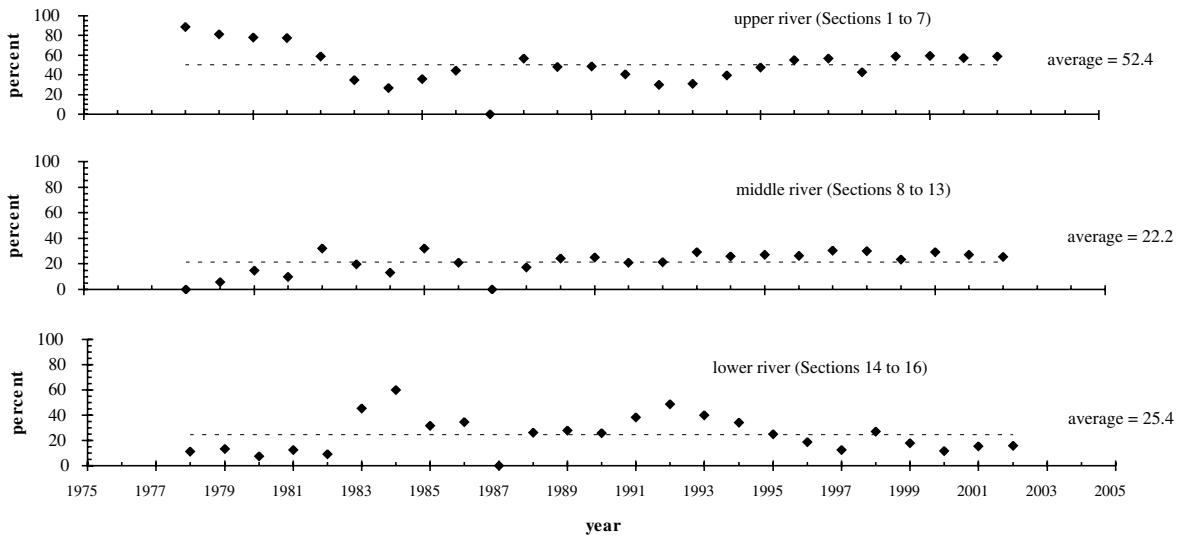 100
80
60
40
20
0
percent
upper river (Sections 1 to 7)
average = 52.4
100
80
60
40
20
0
percent
middle river (Sections 8 to 13)
average = 22.2
100
80
60
40
20
0
percent
lower river (Sections 14 to 16)
average = 25.4
1975 1977 1979 1981 1983 1985 1987 1989 1991 1993 1995 1997 1999 2001 2003 2005
year